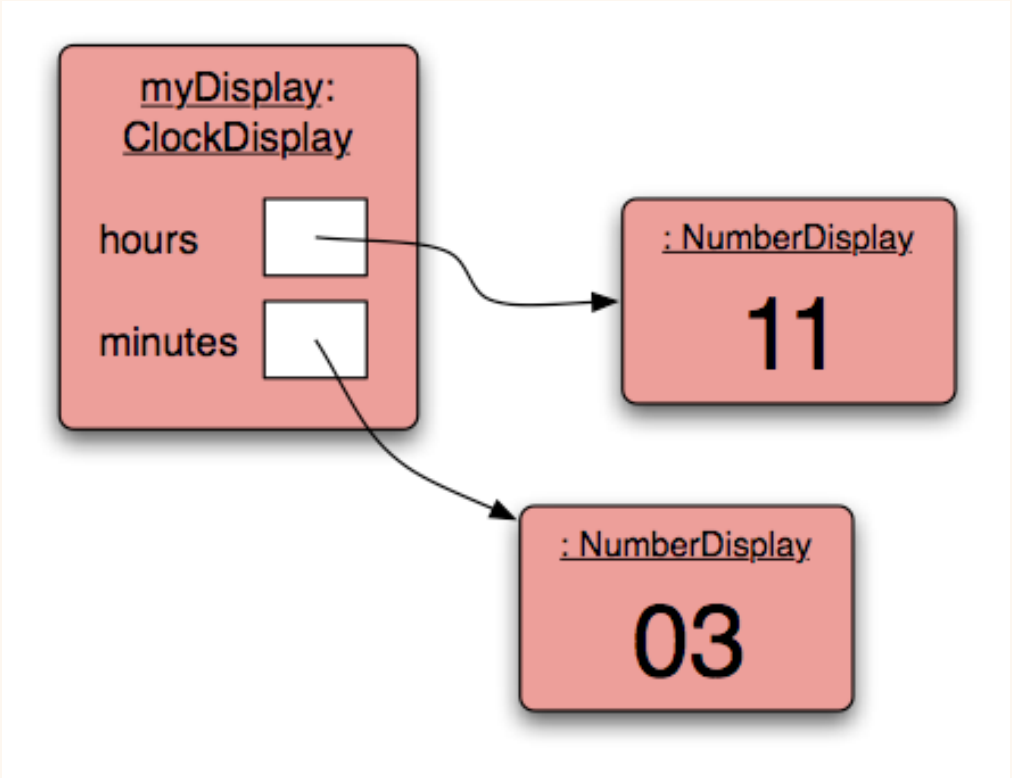 myDisplay:
ClockDisplay
hours
minutes
: NumberDisplay
11
: NumberDisplay
03